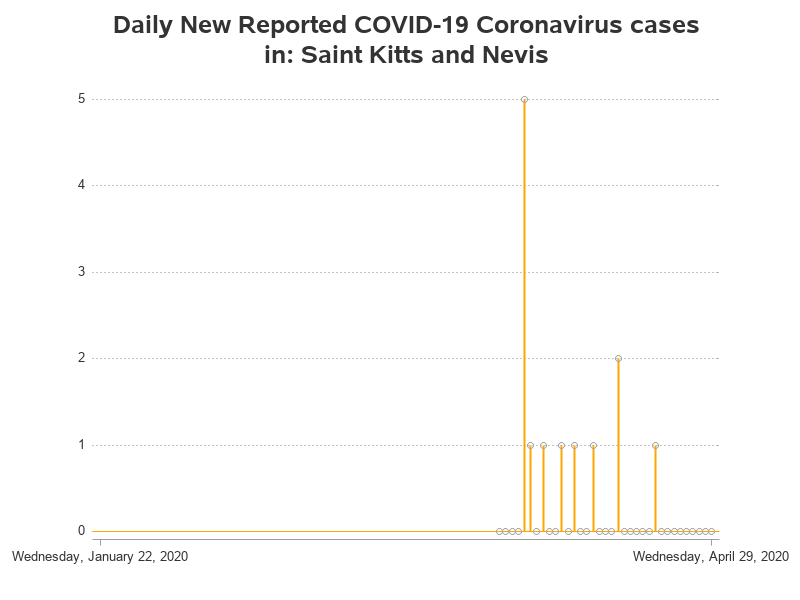 Daily New Reported COVID-19 Coronavirus cases
in: Saint Kitts and Nevis
5
4
3
2
1
0
Wednesday, January 22, 2020
Wednesday, April 29, 2020